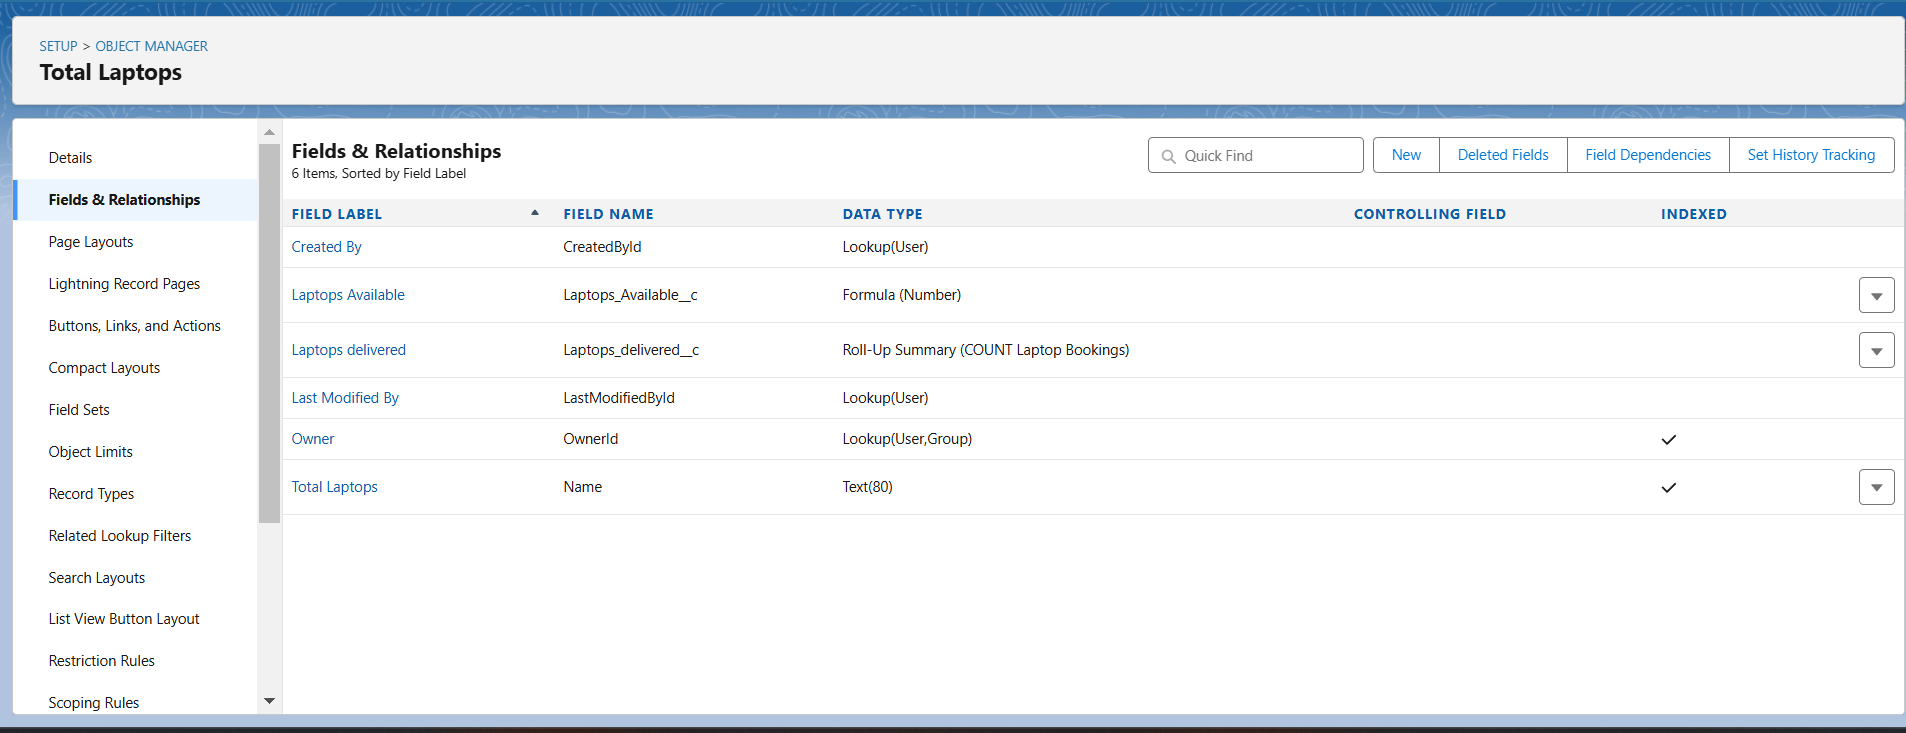 SETUP > OBJECT MANAGER
Total Laptops
Details
Fields & Relationships
Page Layouts
Lightning Record Pages
Buttons, Links, and Actions
Compact Layouts
Field Sets
Object Limits
Record Types
Related Lookup Filters
Search Layouts
List View Button Layout
Restriction Rules
Scoping Rules
Fields & Relationships
6 Items, Sorted by Field Label
Quick Find
New Deleted Fields Field Dependencies Set History Tracking
FIELD LABEL FIELD NAME DATA TYPE CONTROLLING FIELD INDEXED
Created By CreatedById Lookup(User)
Laptops Available Laptops_Available__c Formula (Number)
Laptops delivered Laptops_delivered__c Roll-Up Summary (COUNT Laptop Bookings)
Last Modified By LastModifiedById Lookup(User)
Owner OwnerId Lookup(User,Group)
Total Laptops Name Text(80)